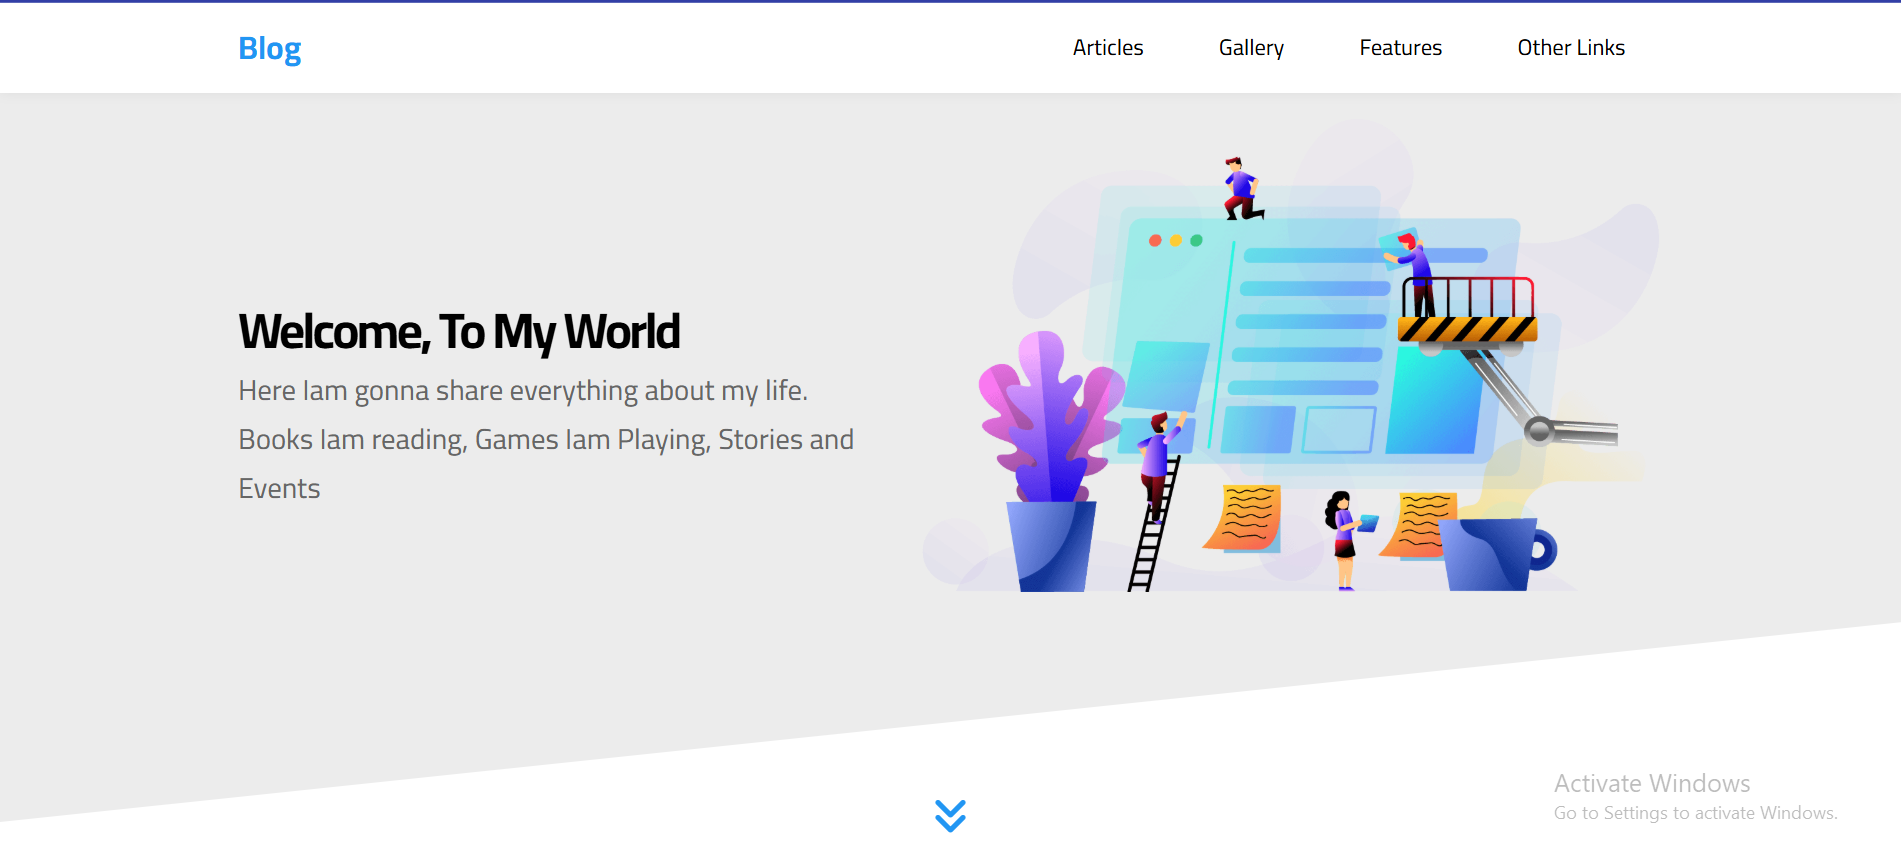 Blog
Articles
Gallery
Features
Other Links
Welcome, To My World
Here Iam gonna share everything about my life.
Books Iam reading, Games Iam Playing, Stories and
Events
Activate Windows
Go to Settings to activate Windows.